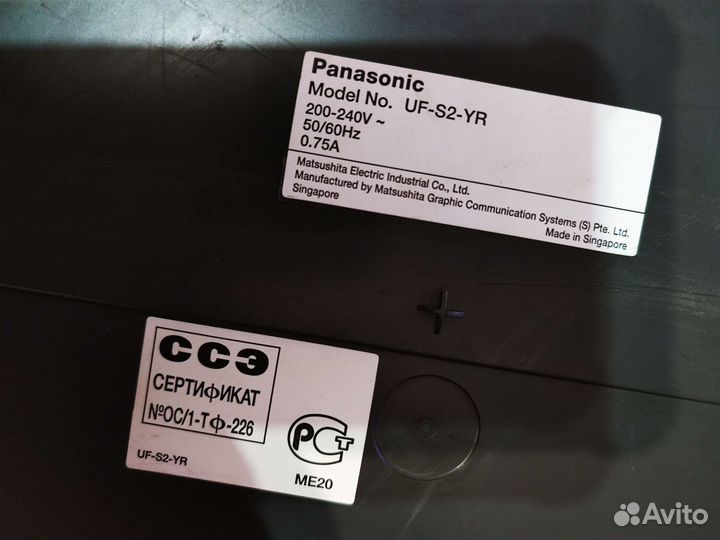 Panasonic
Model No. UF-S2-YR
200-240V ~
50/60Hz
0.75A
Matsushita Electric Industrial Co., Ltd.
Manufactured by Matsushita Graphic Communication Systems (S) Pte. Ltd.
Singapore
Made in Singapore
ССЭ
СЕРТИФИКАТ
№ОС/1-ТФ-226
РСТ
UF-S2-YR
ME20
Avito